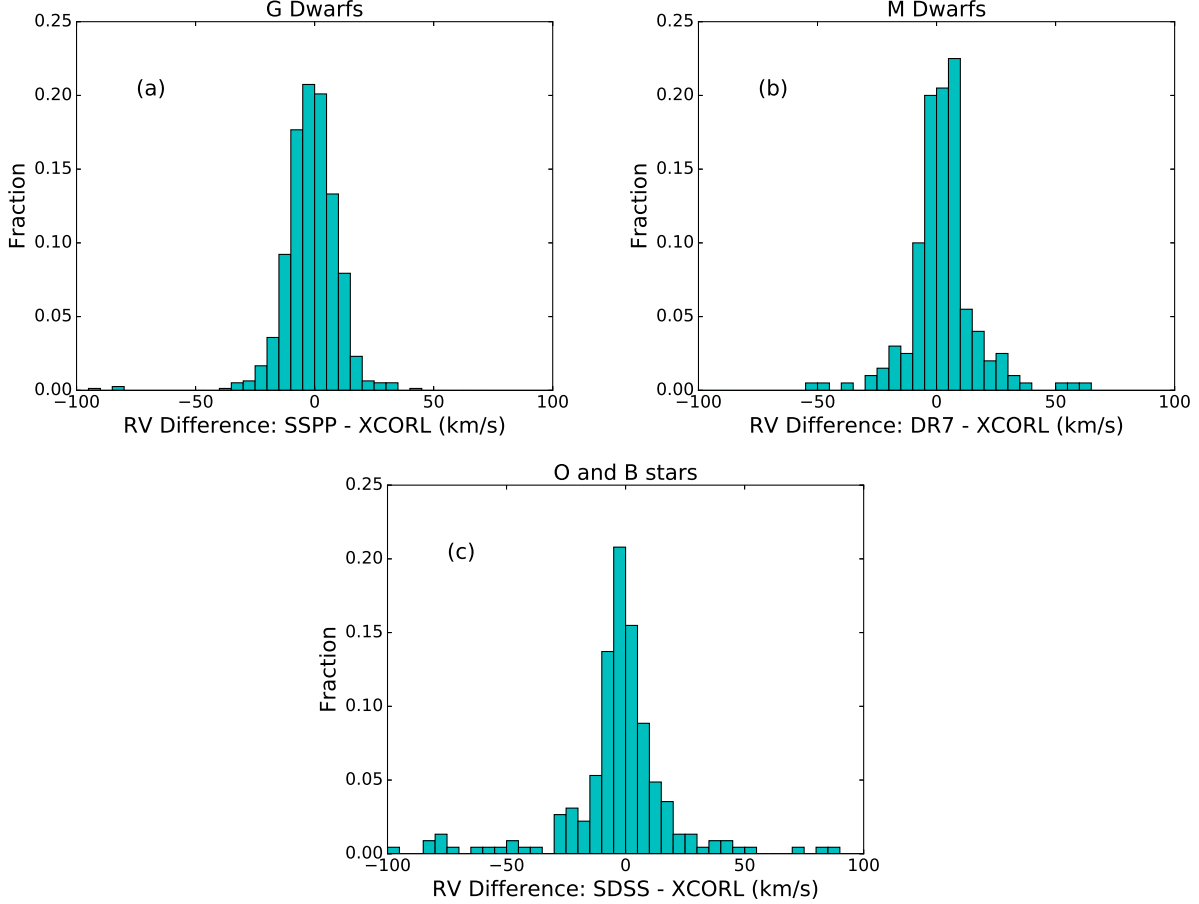 G Dwarfs
(a)
0.25
0.20
0.15
0.10
0.05
0.00
Fraction
−100
−50
0
50
100
RV Difference: SSPP - XCORL (km/s)
M Dwarfs
(b)
0.25
0.20
0.15
0.10
0.05
0.00
Fraction
−100
−50
0
50
100
RV Difference: DR7 - XCORL (km/s)
O and B stars
(c)
0.25
0.20
0.15
0.10
0.05
0.00
Fraction
−100
−50
0
50
100
RV Difference: SDSS - XCORL (km/s)